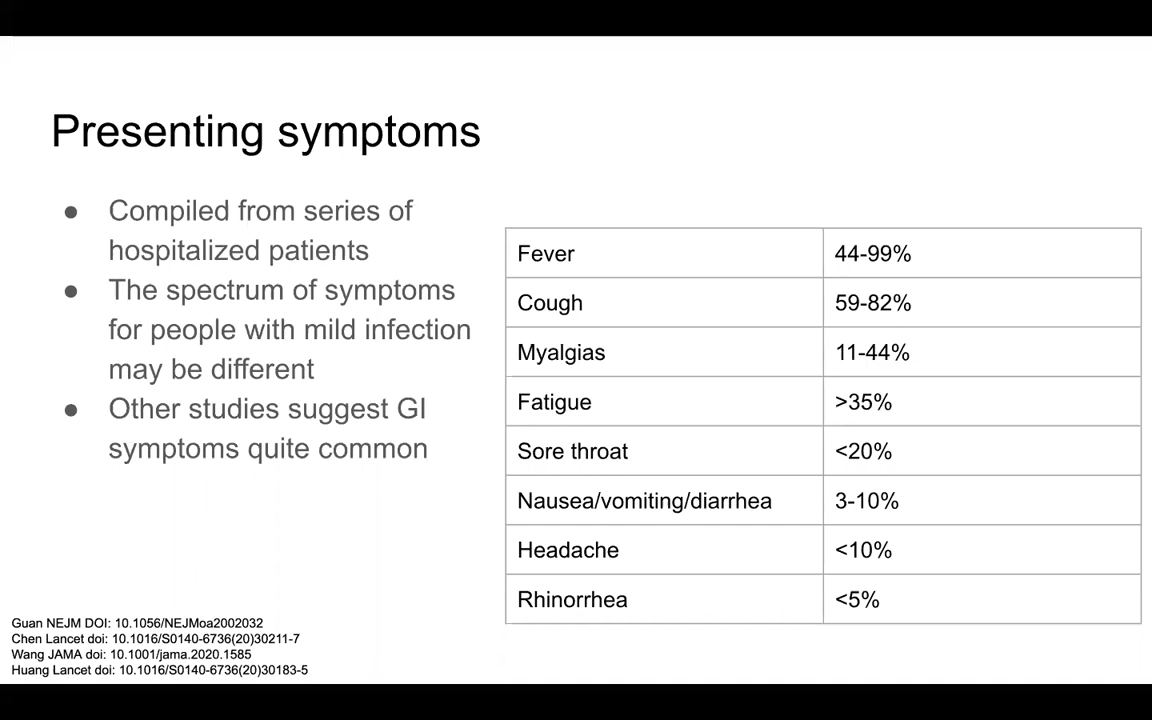 Presenting symptoms
● Compiled from series of
hospitalized patients
● The spectrum of symptoms
for people with mild infection
may be different
● Other studies suggest GI
symptoms quite common
Fever 44-99%
Cough 59-82%
Myalgias 11-44%
Fatigue >35%
Sore throat <20%
Nausea/vomiting/diarrhea 3-10%
Headache <10%
Rhinorrhea <5%
Guan NEJM DOI: 10.1056/NEJMoa2002032
Chen Lancet doi: 10.1016/S0140-6736(20)30211-7
Wang JAMA doi: 10.1001/jama.2020.1585
Huang Lancet doi: 10.1016/S0140-6736(20)30183-5